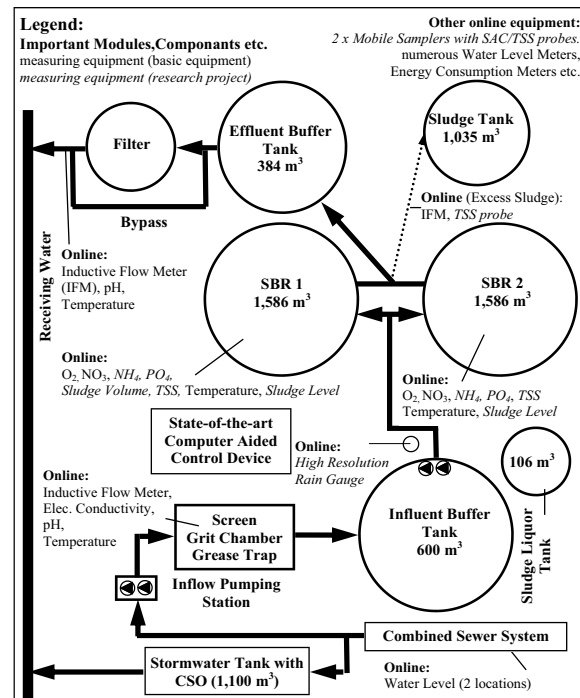 Legend:
Important Modules,Componants etc.
measuring equipment (basic equipment)
measuring equipment (research project)
Other online equipment:
2 x Mobile Samplers with SAC/TSS probes.
numerous Water Level Meters,
Energy Consumption Meters etc.
Filter
Effluent Buffer
Tank
384 m³
Sludge Tank
1,035 m³
Bypass
Online (Excess Sludge):
IFM, TSS probe
Receiving Water
Online:
Inductive Flow Meter
(IFM), pH,
Temperature
SBR 1
1,586 m³
SBR 2
1,586 m³
Online:
O₂, NO₃, NH₄, PO₄,
Sludge Volume, TSS, Temperature, Sludge Level
Online:
O₂, NO₃, NH₄, PO₄, TSS
Temperature, Sludge Level
State-of-the-art
Computer Aided
Control Device
Online:
High Resolution
Rain Gauge
106 m³
Sludge Liquor
Tank
Online:
Inductive Flow Meter,
Elec. Conductivity,
pH,
Temperature
Screen
Grit Chamber
Grease Trap
Influent Buffer
Tank
600 m³
Inflow Pumping
Station
Combined Sewer System
Stormwater Tank with
CSO (1,100 m³)
Online:
Water Level (2 locations)